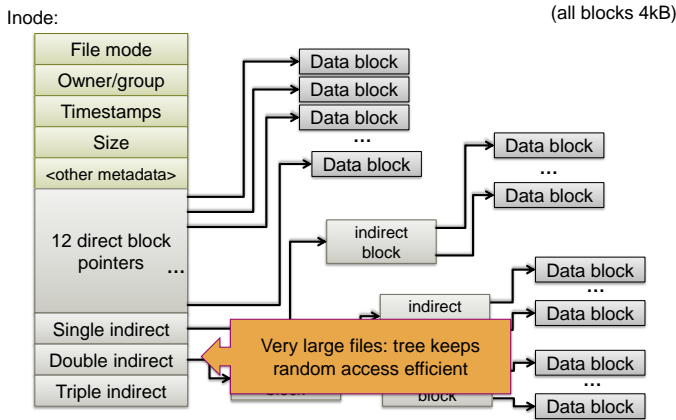 Inode:
(all blocks 4kB)
File mode
Owner/group
Timestamps
Size
<other metadata>
12 direct block
pointers ...
Single indirect
Double indirect
Triple indirect
Data block
Data block
Data block
...
Data block
indirect
block
Data block
...
Data block
indirect
Data block
...
Data block
Very large files: tree keeps
random access efficient
block
block
Data block
...
Data block